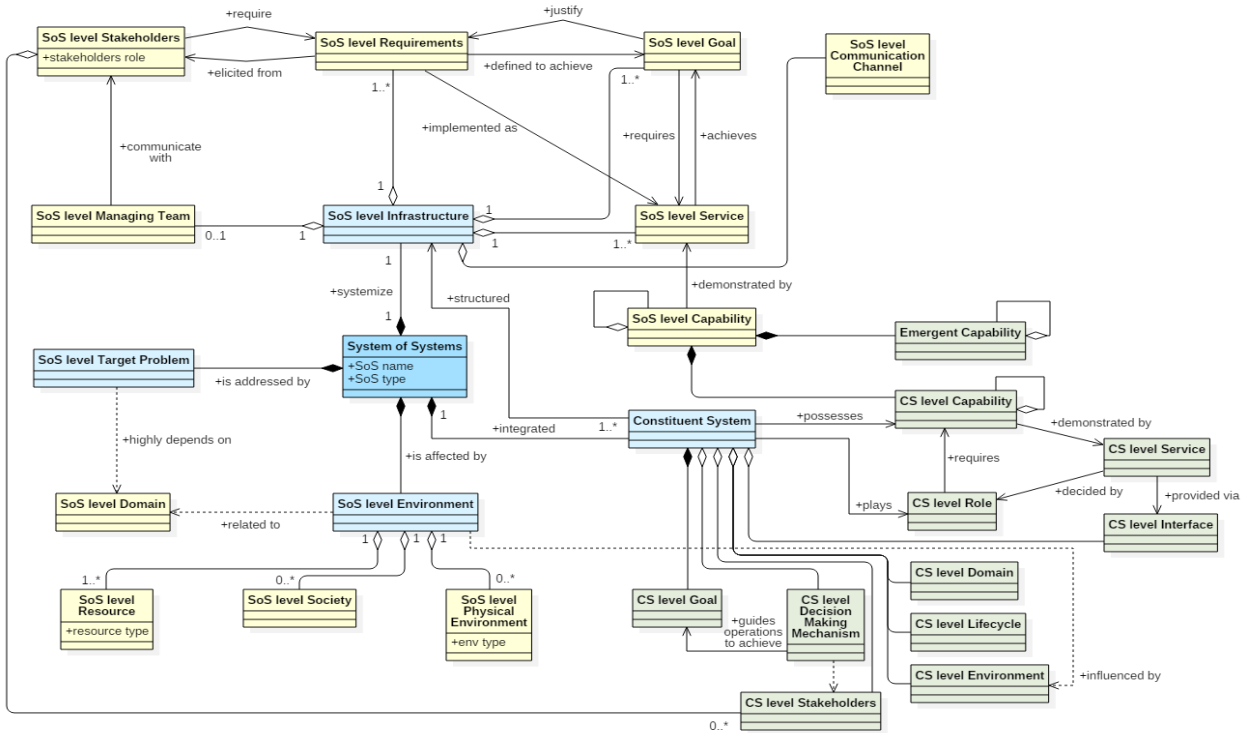 +require
+justify
SoS level Stakeholders
+stakeholders role
SoS level Requirements
SoS level Goal
SoS level
Communication
Channel
+elicited from
+defined to achieve
1..*
1..*
+communicate
with
+implemented as
+requires
+achieves
1
SoS level Managing Team
SoS level Infrastructure
1
SoS level Service
0..1
1
1
1..*
1
+systemize
+structured
+demonstrated by
1
SoS level Capability
Emergent Capability
System of Systems
+SoS name
+SoS type
SoS level Target Problem
+is addressed by
CS level Capability
1
+integrated
1..*
Constituent System
+possesses
+demonstrated by
+highly depends on
+is affected by
+requires
CS level Service
+decided by
+provided via
SoS level Domain
SoS level Environment
+plays
CS level Role
+related to
CS level Interface
1
1
1
1..*
0..*
0..*
CS level Domain
SoS level
Resource
+resource type
SoS level Society
SoS level
Physical
Environment
+env type
CS level Goal
CS level
Decision
Making
Mechanism
+guides
operations
to achieve
CS level Lifecycle
CS level Environment
+influenced by
CS level Stakeholders
0..*